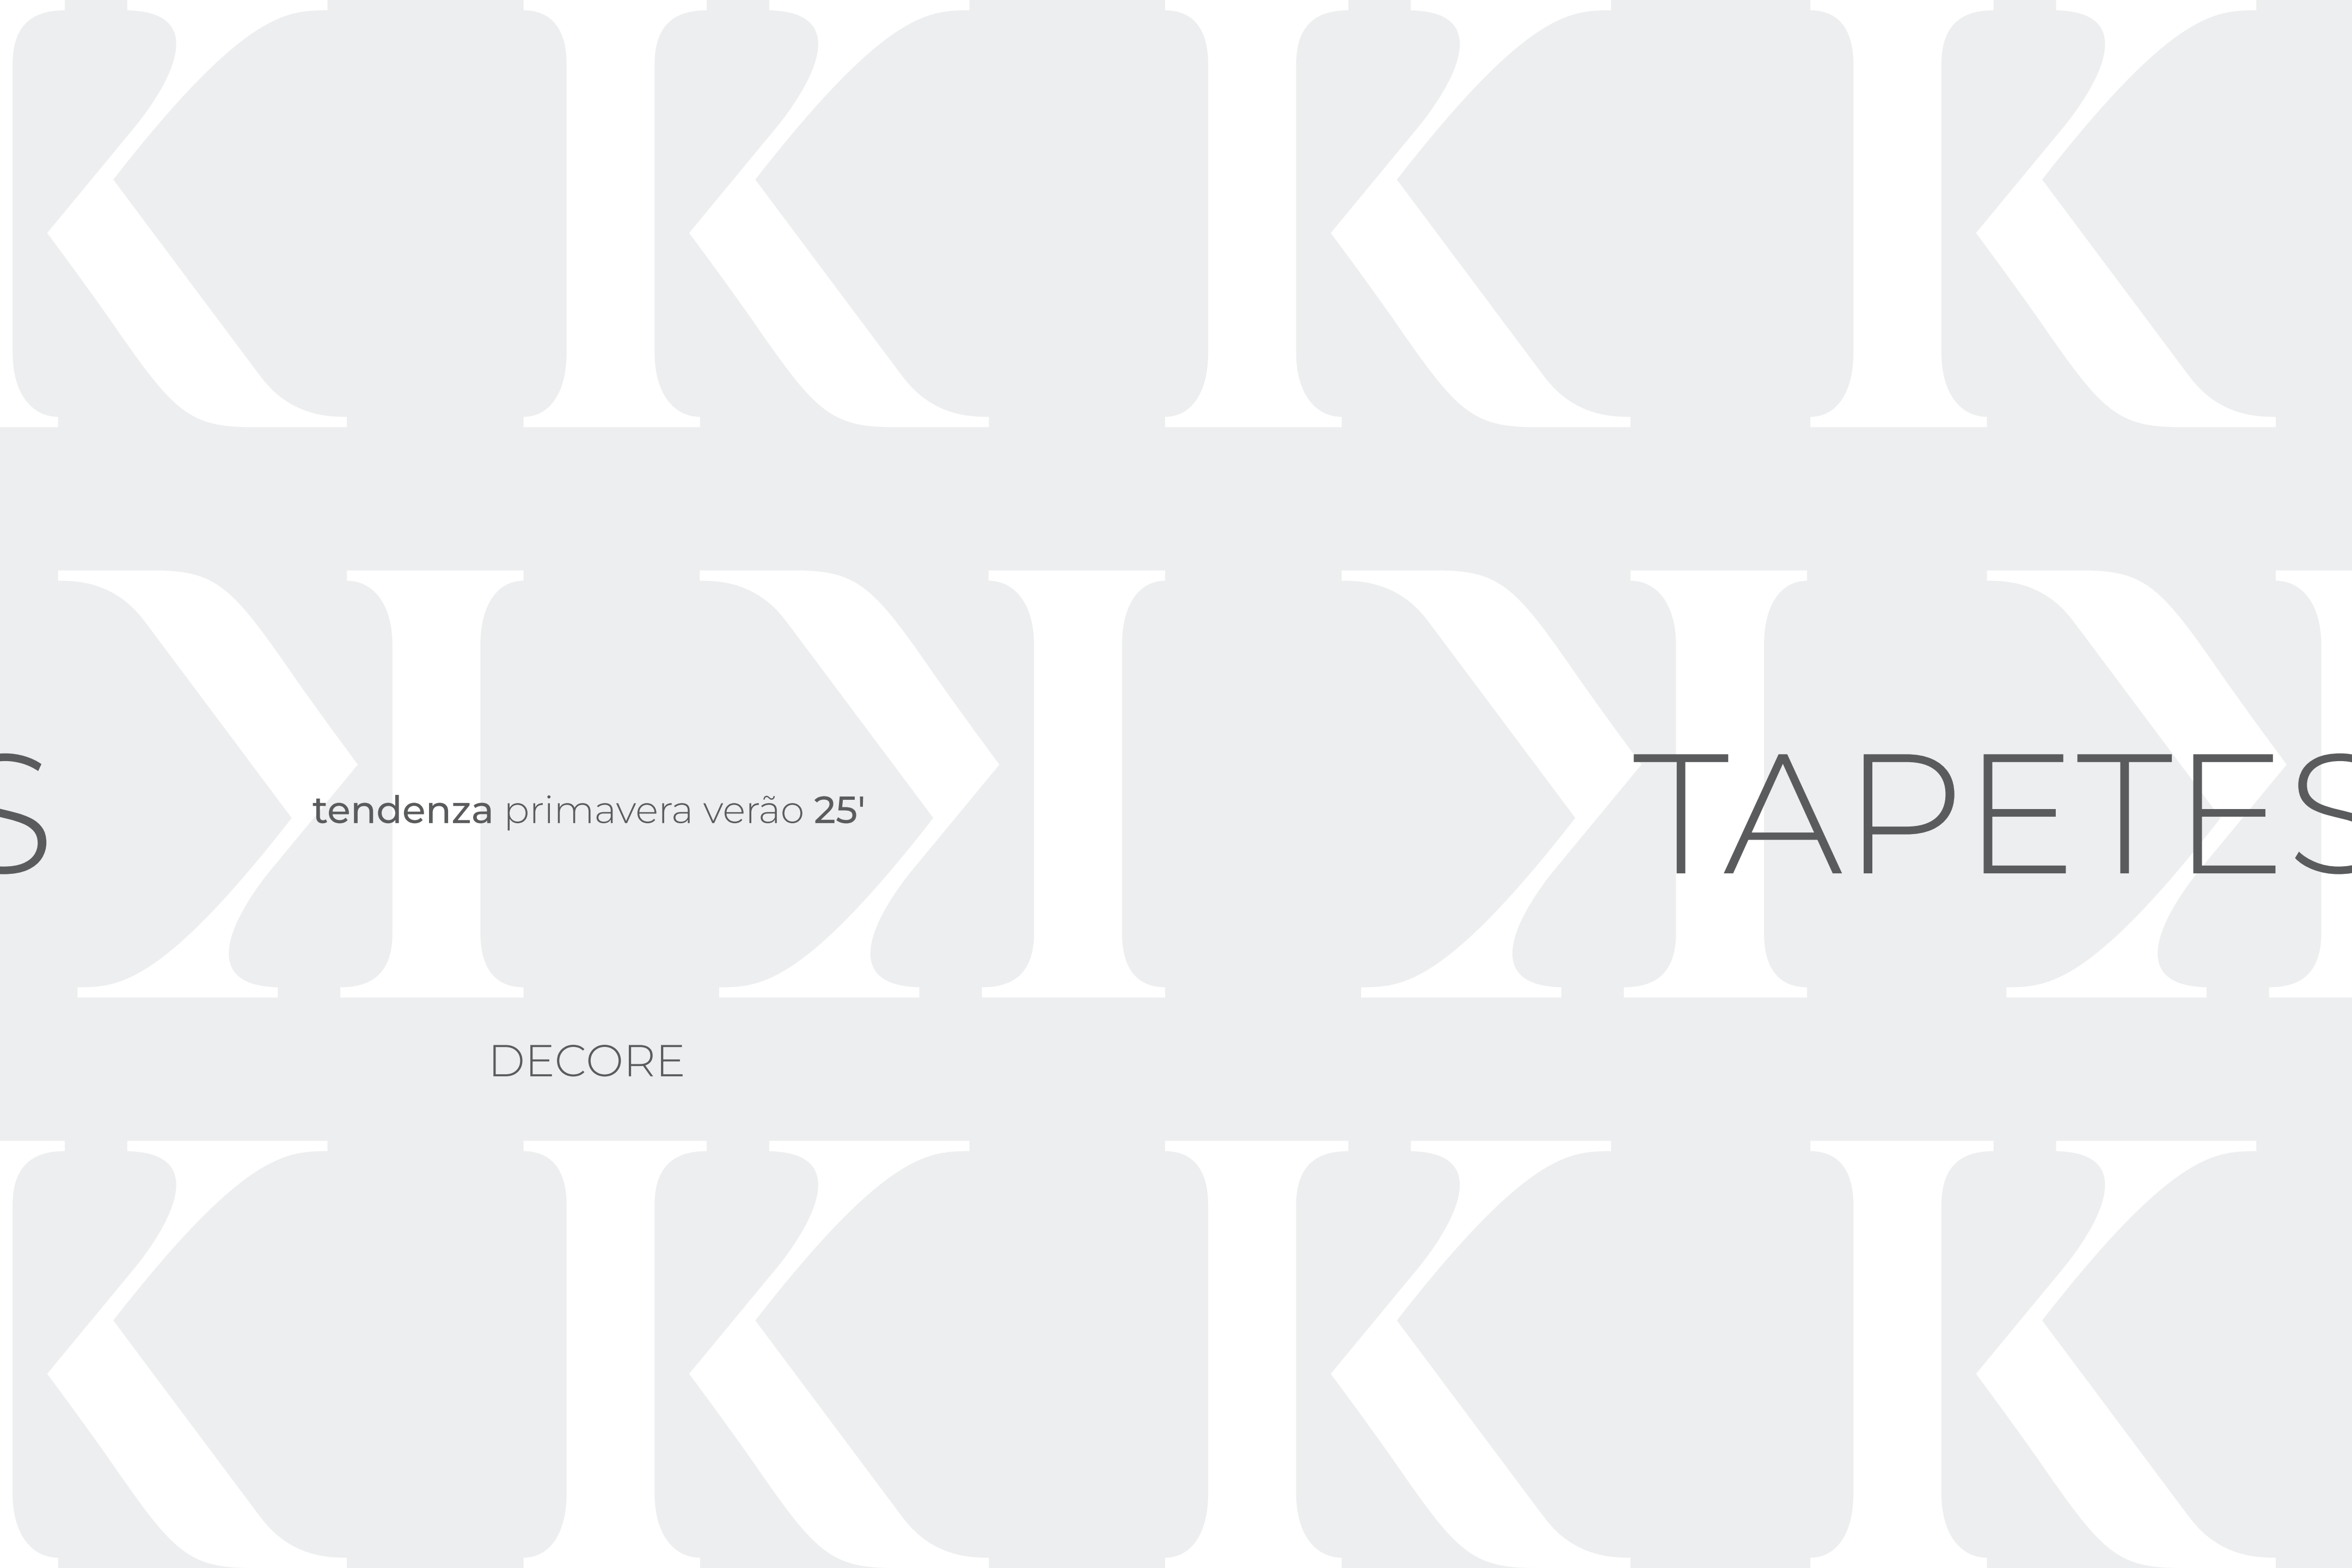 K K K K
S
tendenza primavera verão 25'
TAPETES
DECORE
K K K K